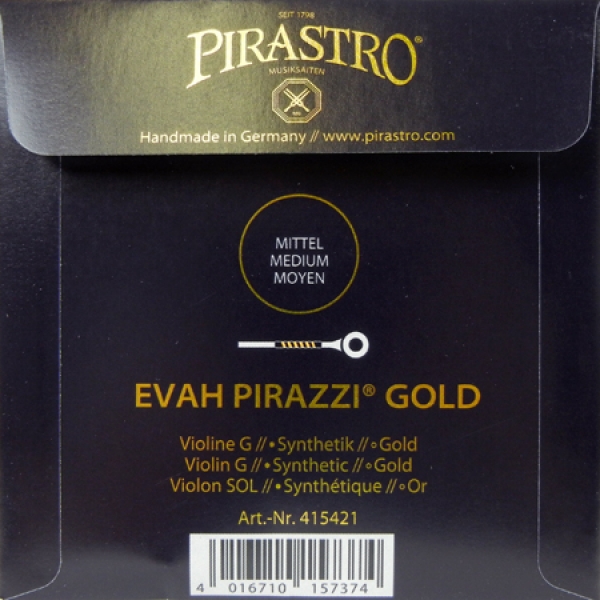 SEIT 1798
PIRASTRO®
MUSIKSAITEN
Handmade in Germany // www.pirastro.com
MITTEL
MEDIUM
MOYEN
EVAH PIRAZZI® GOLD
Violine G //•Synthetik //∘Gold
Violin G //•Synthetic //∘Gold
Violon SOL //•Synthétique //∘Or
Art.-Nr. 415421
4 016710 157374